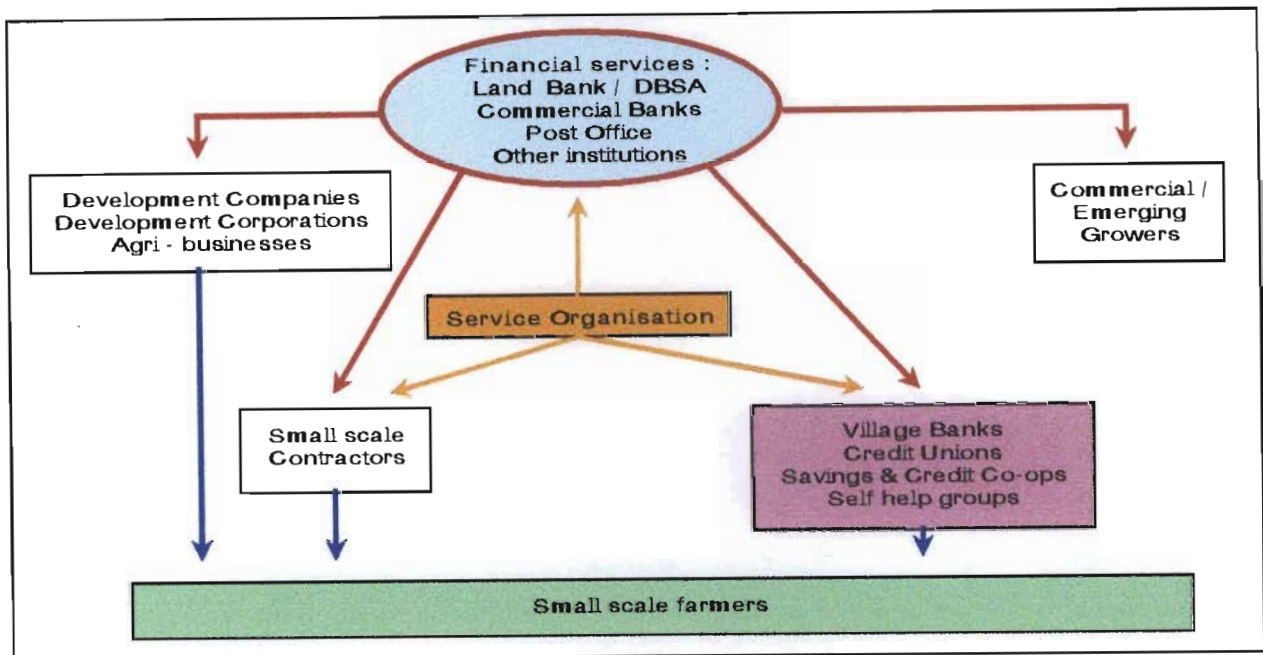 Financial services :
Land Bank / DBSA
Commercial Banks
Post Office
Other institutions
Development Companies
Development Corporations
Agri - businesses
Commercial /
Emerging
Growers
Service Organisation
Small scale
Contractors
Village Banks
Credit Unions
Savings & Credit Co-ops
Self help groups
Small scale farmers